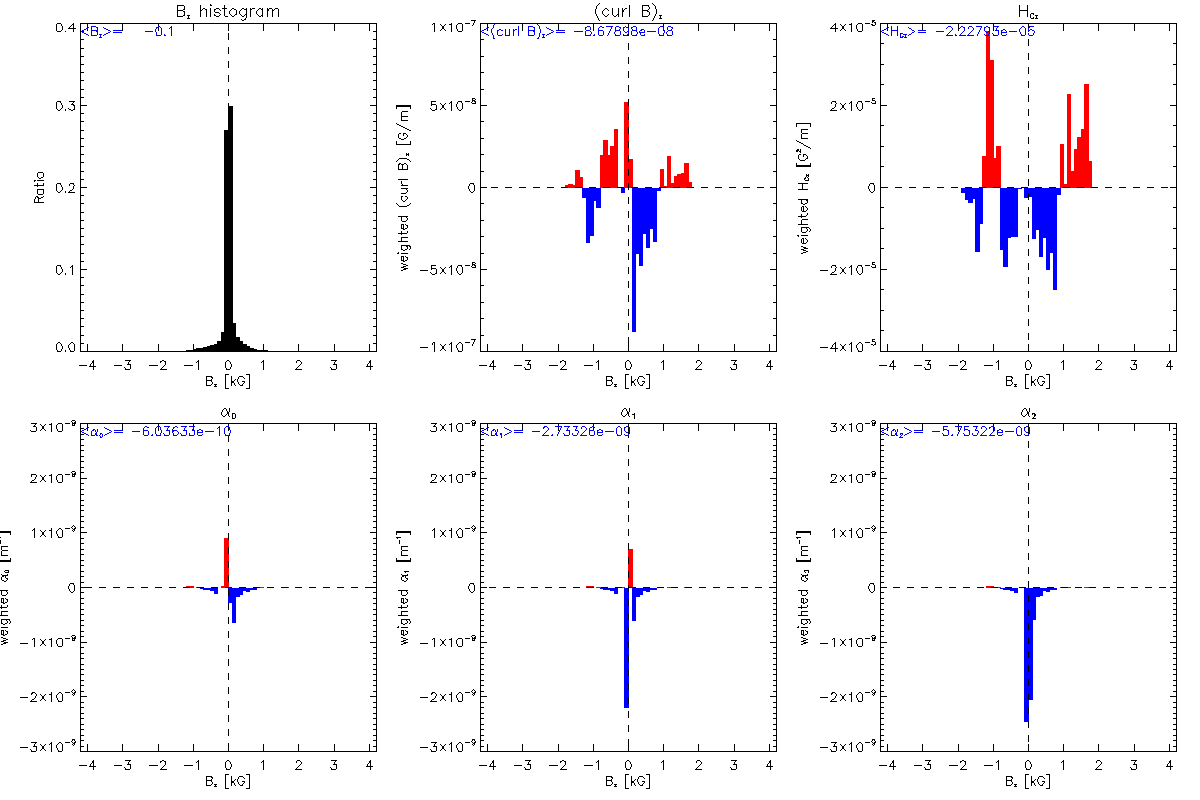 B_z histogram
<B_z>= -0.1
0.4
0.3
0.2
0.1
0.0
Ratio
-4 -3 -2 -1 0 1 2 3 4
B_z [kG]
(curl B)_z
<(curl B)_z>= -8.67898e-08
1×10^-7
5×10^-8
0
-5×10^-8
-1×10^-7
weighted (curl B)_z [G/m]
-4 -3 -2 -1 0 1 2 3 4
B_z [kG]
H_Cz
<H_Cz>= -2.22793e-05
4×10^-5
2×10^-5
0
-2×10^-5
-4×10^-5
weighted H_Cz [G²/m]
-4 -3 -2 -1 0 1 2 3 4
B_z [kG]
α_0
<α_0>= -6.03633e-10
3×10^-9
2×10^-9
1×10^-9
0
-1×10^-9
-2×10^-9
-3×10^-9
weighted α_0 [m^-1]
-4 -3 -2 -1 0 1 2 3 4
B_z [kG]
α_1
<α_1>= -2.73326e-09
3×10^-9
2×10^-9
1×10^-9
0
-1×10^-9
-2×10^-9
-3×10^-9
weighted α_1 [m^-1]
-4 -3 -2 -1 0 1 2 3 4
B_z [kG]
α_2
<α_2>= -5.75322e-09
3×10^-9
2×10^-9
1×10^-9
0
-1×10^-9
-2×10^-9
-3×10^-9
weighted α_2 [m^-1]
-4 -3 -2 -1 0 1 2 3 4
B_z [kG]